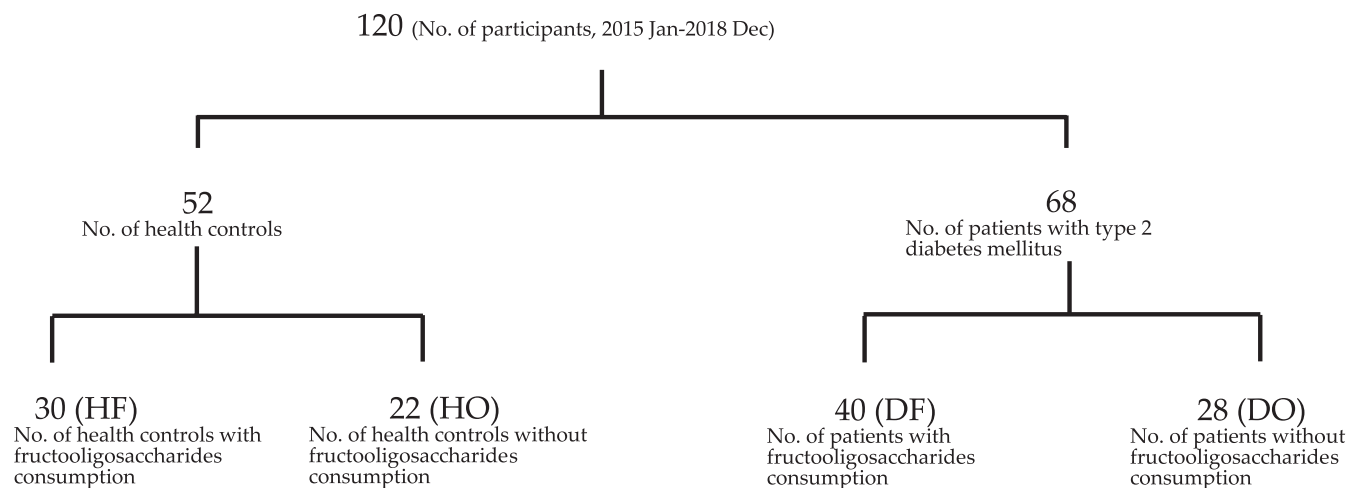 120 (No. of participants, 2015 Jan-2018 Dec)
52
No. of health controls
68
No. of patients with type 2
diabetes mellitus
30 (HF)
No. of health controls with
fructooligosaccharides
consumption
22 (HO)
No. of health controls without
fructooligosaccharides
consumption
40 (DF)
No. of patients with
fructooligosaccharides
consumption
28 (DO)
No. of patients without
fructooligosaccharides
consumption